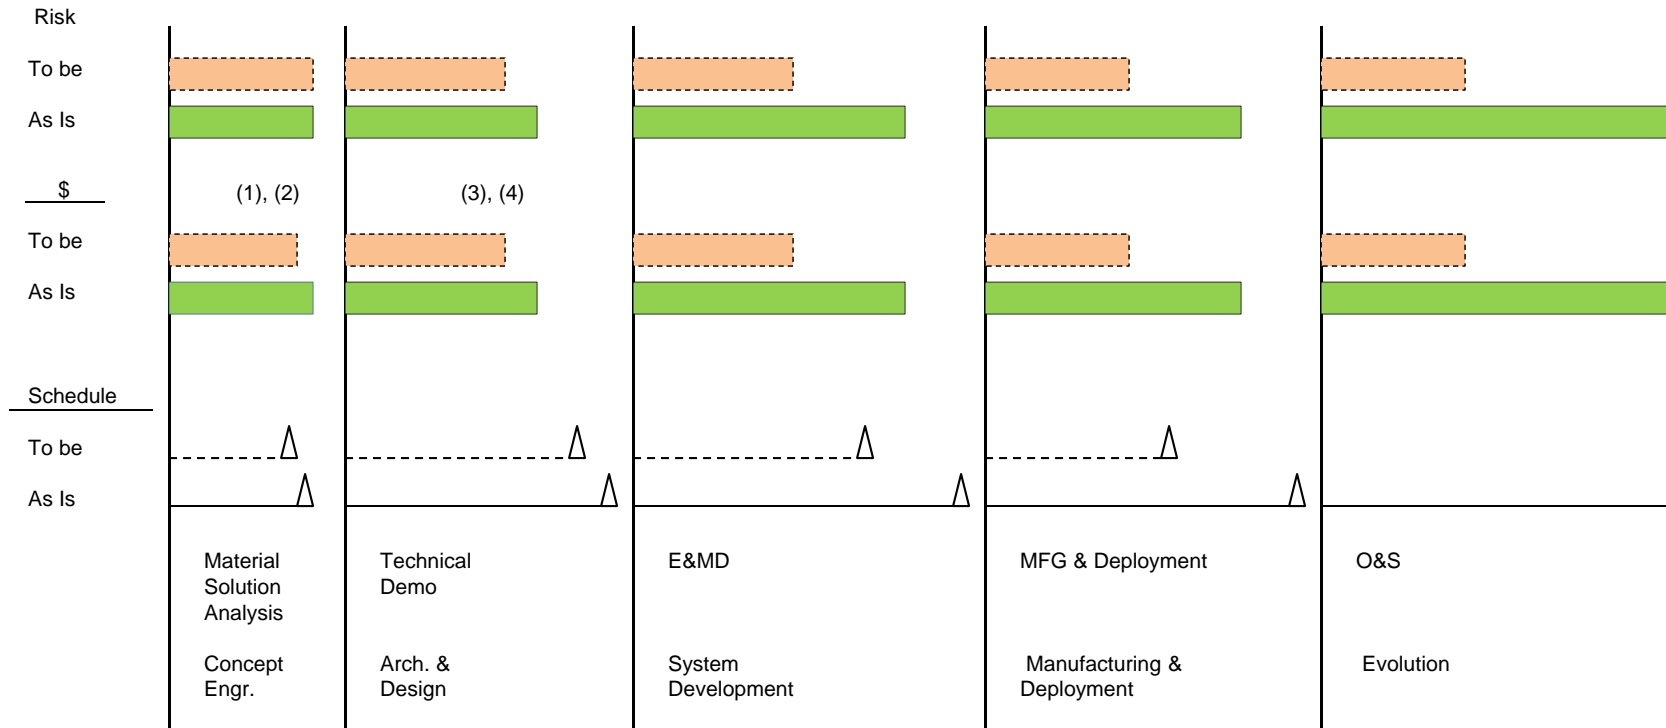 Risk
To be
As Is
$
(1), (2)
(3), (4)
To be
As Is
Schedule
To be
As Is
Material
Solution
Analysis
Technical
Demo
E&MD
MFG & Deployment
O&S
Concept
Engr.
Arch. &
Design
System
Development
Manufacturing &
Deployment
Evolution